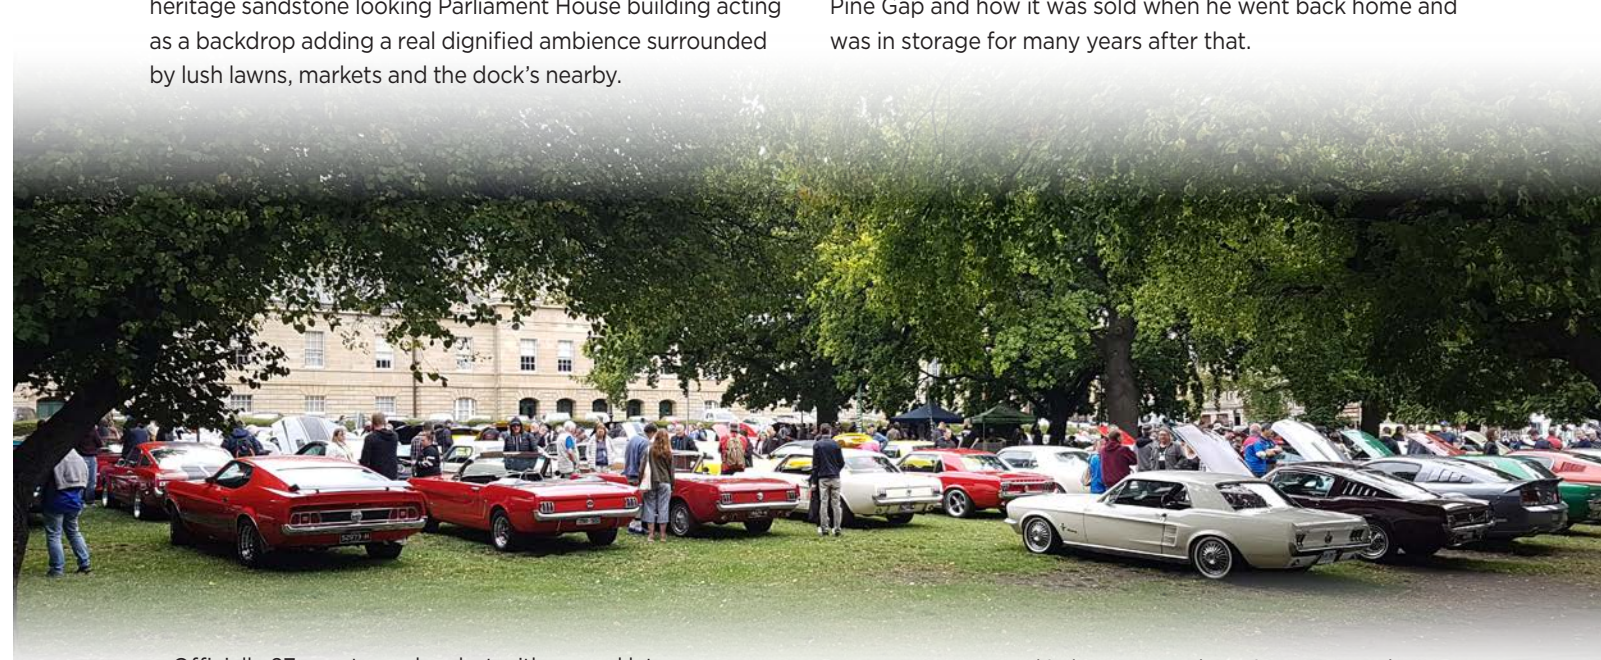 heritage sandstone looking Parliament House building acting
as a backdrop adding a real dignified ambience surrounded
by lush lawns, markets and the dock's nearby.
Pine Gap and how it was sold when he went back home and
was in storage for many years after that.